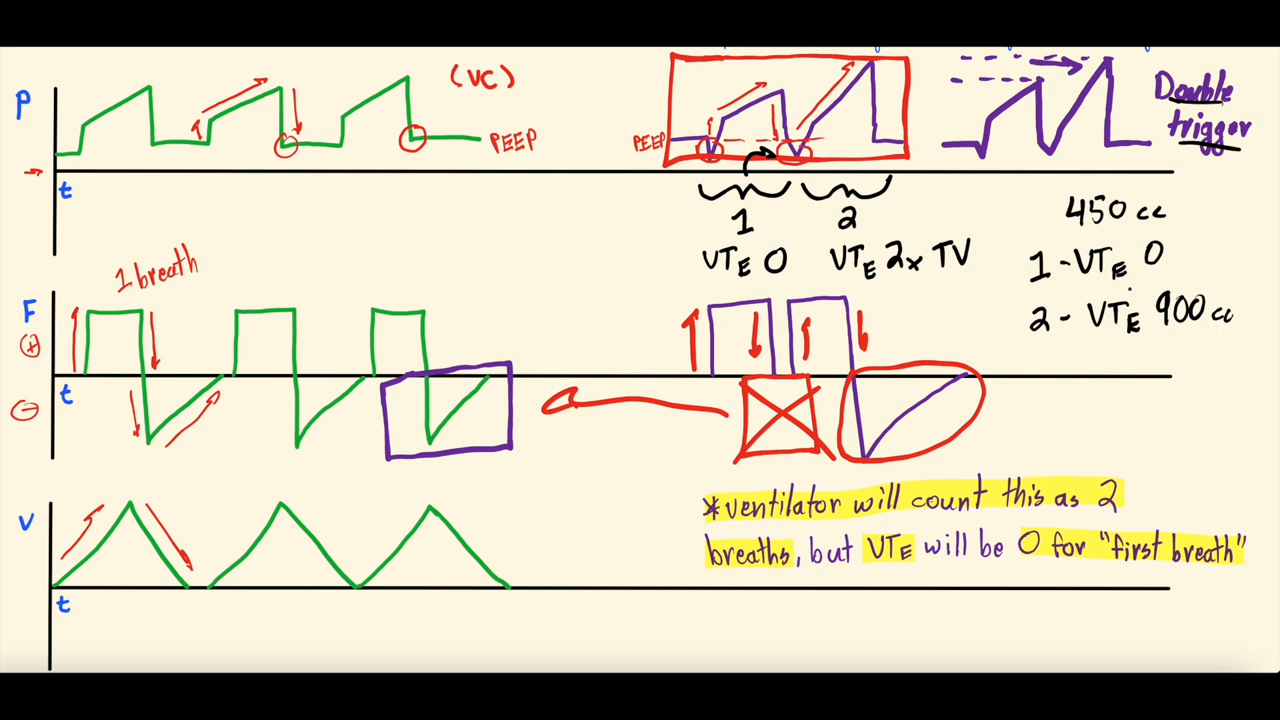 P
(VC)
PEEP
PEEP
Double
trigger
t
1
2
VTE 0
VTE 2x TV
450 cc
1 - VTE 0
2 - VTE 900 cc
1 breath
F
+
t
-
V
t
*ventilator will count this as 2
breaths, but VTE will be 0 for "first breath"